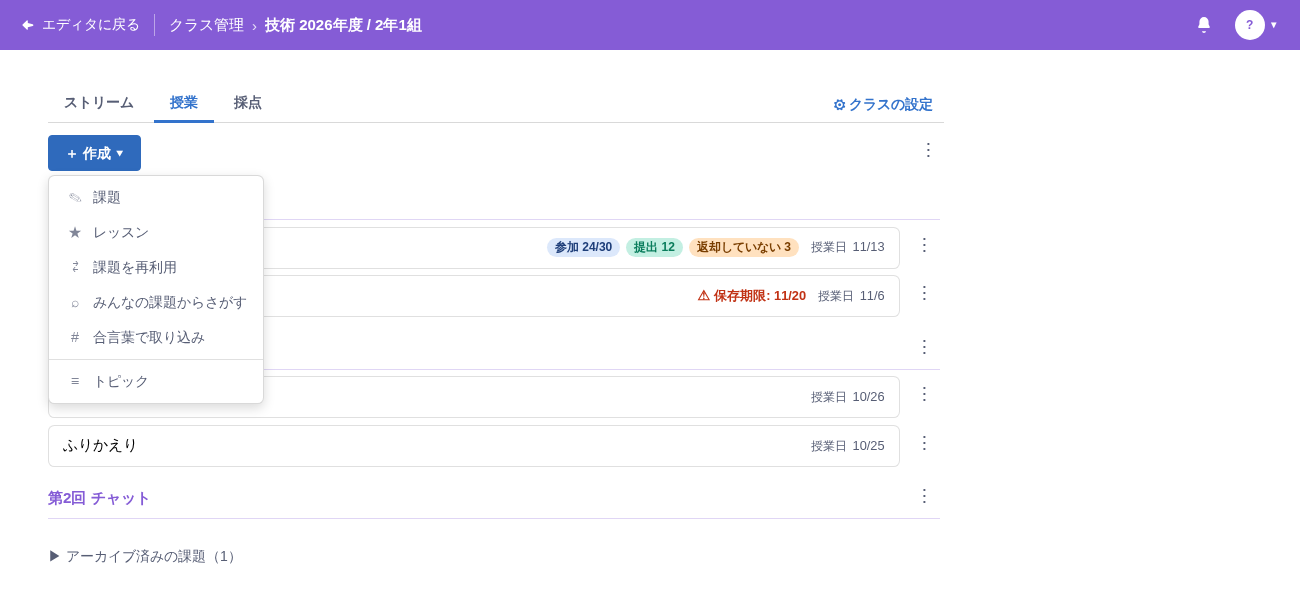 エディタに戻る クラス管理 › 技術 2026年度 / 2年1組 ? ▼
ストリーム 授業 採点 クラスの設定
+ 作成 ▼
課題
レッスン
課題を再利用
みんなの課題からさがす
# 合言葉で取り込み
トピック
参加 24/30 提出 12 返却していない 3 授業日 11/13
⚠ 保存期限: 11/20 授業日 11/6
授業日 10/26
ふりかえり 授業日 10/25
第2回 チャット
▶ アーカイブ済みの課題（1）